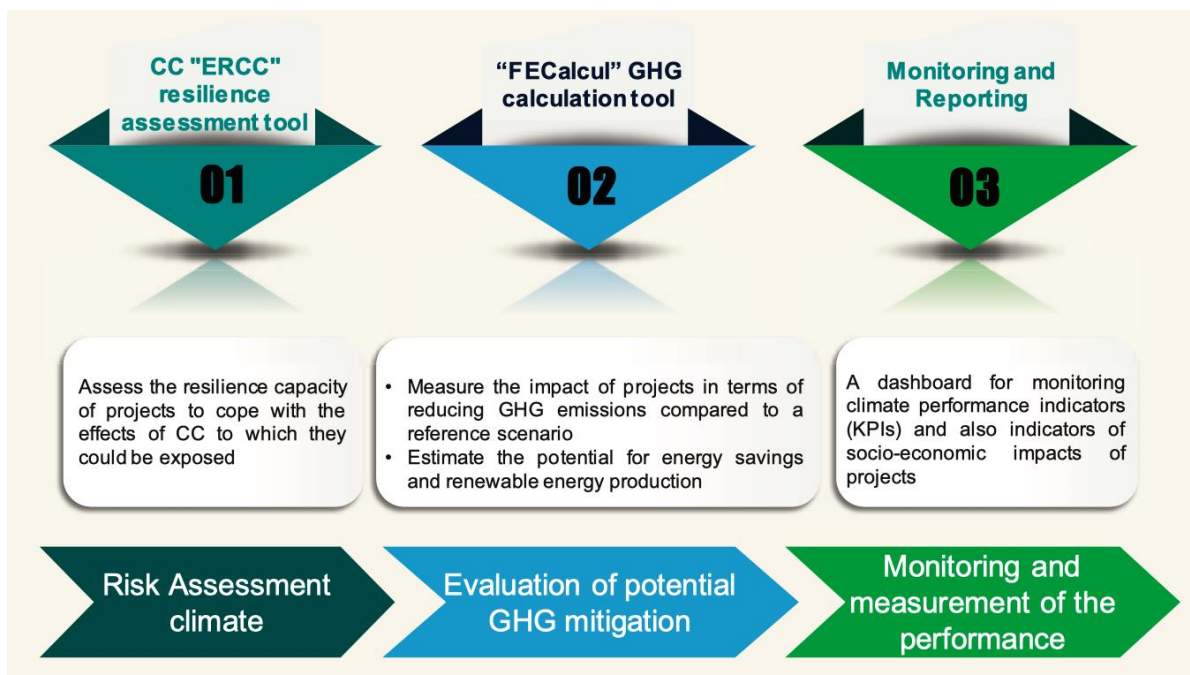 CC "ERCC"
resilience
assessment tool
01
Assess the resilience capacity
of projects to cope with the
effects of CC to which they
could be exposed
Risk Assessment
climate
“FECalcul” GHG
calculation tool
02
• Measure the impact of projects in terms of
reducing GHG emissions compared to a
reference scenario
• Estimate the potential for energy savings
and renewable energy production
Evaluation of potential
GHG mitigation
Monitoring and
Reporting
03
A dashboard for monitoring
climate performance indicators
(KPIs) and also indicators of
socio-economic impacts of
projects
Monitoring and
measurement of the
performance